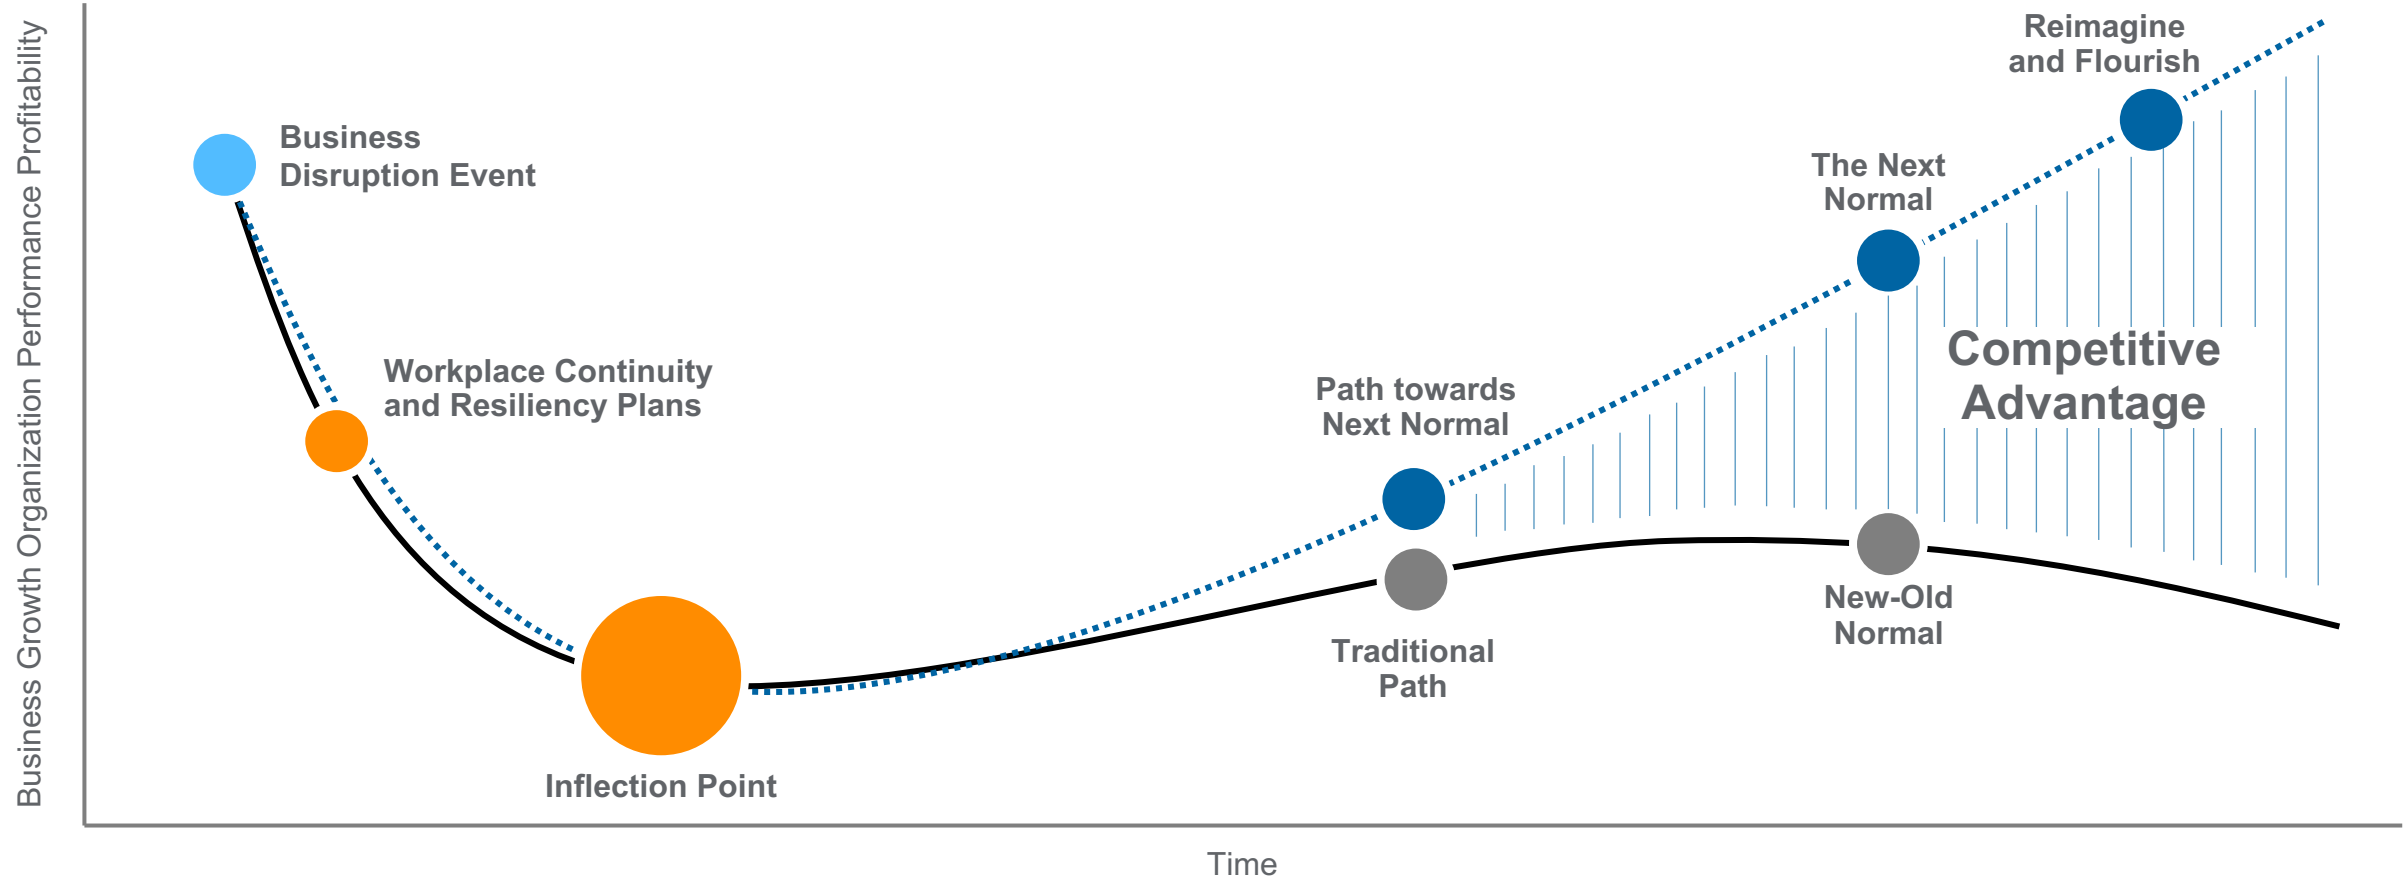 Business Growth Organization Performance Profitability
Business
Disruption Event
Workplace Continuity
and Resiliency Plans
Inflection Point
Path towards
Next Normal
Traditional
Path
The Next
Normal
New-Old
Normal
Reimagine
and Flourish
Competitive
Advantage
Time